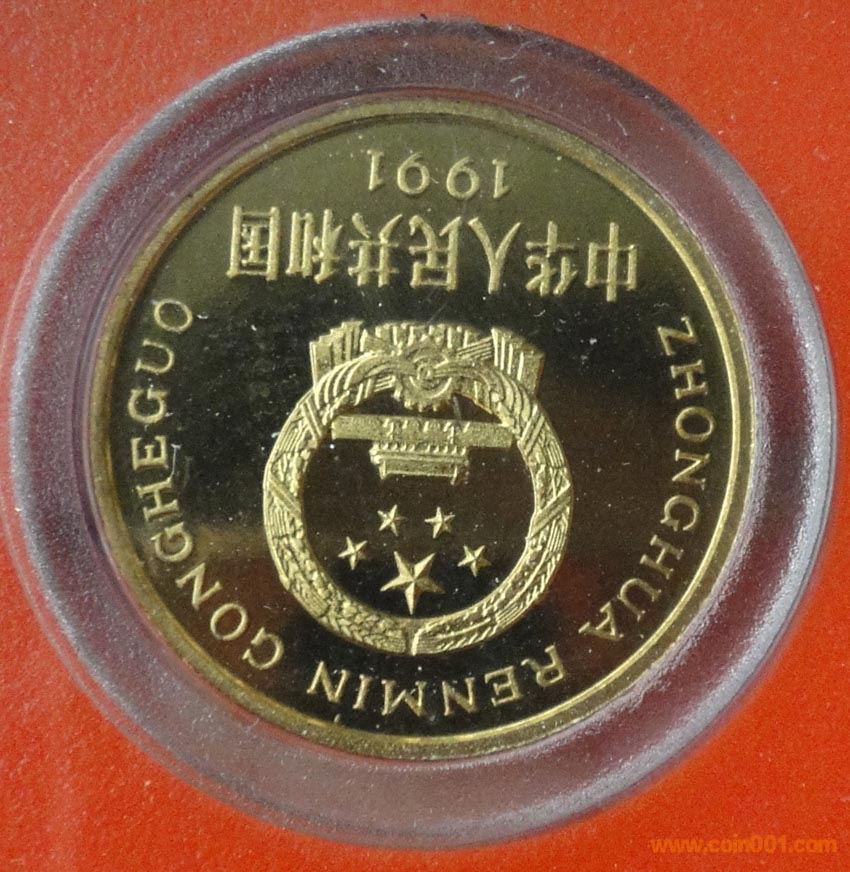 ZHONGHUA RENMIN GONGHEGUO
中华人民共和国
1991
www.coin001.com